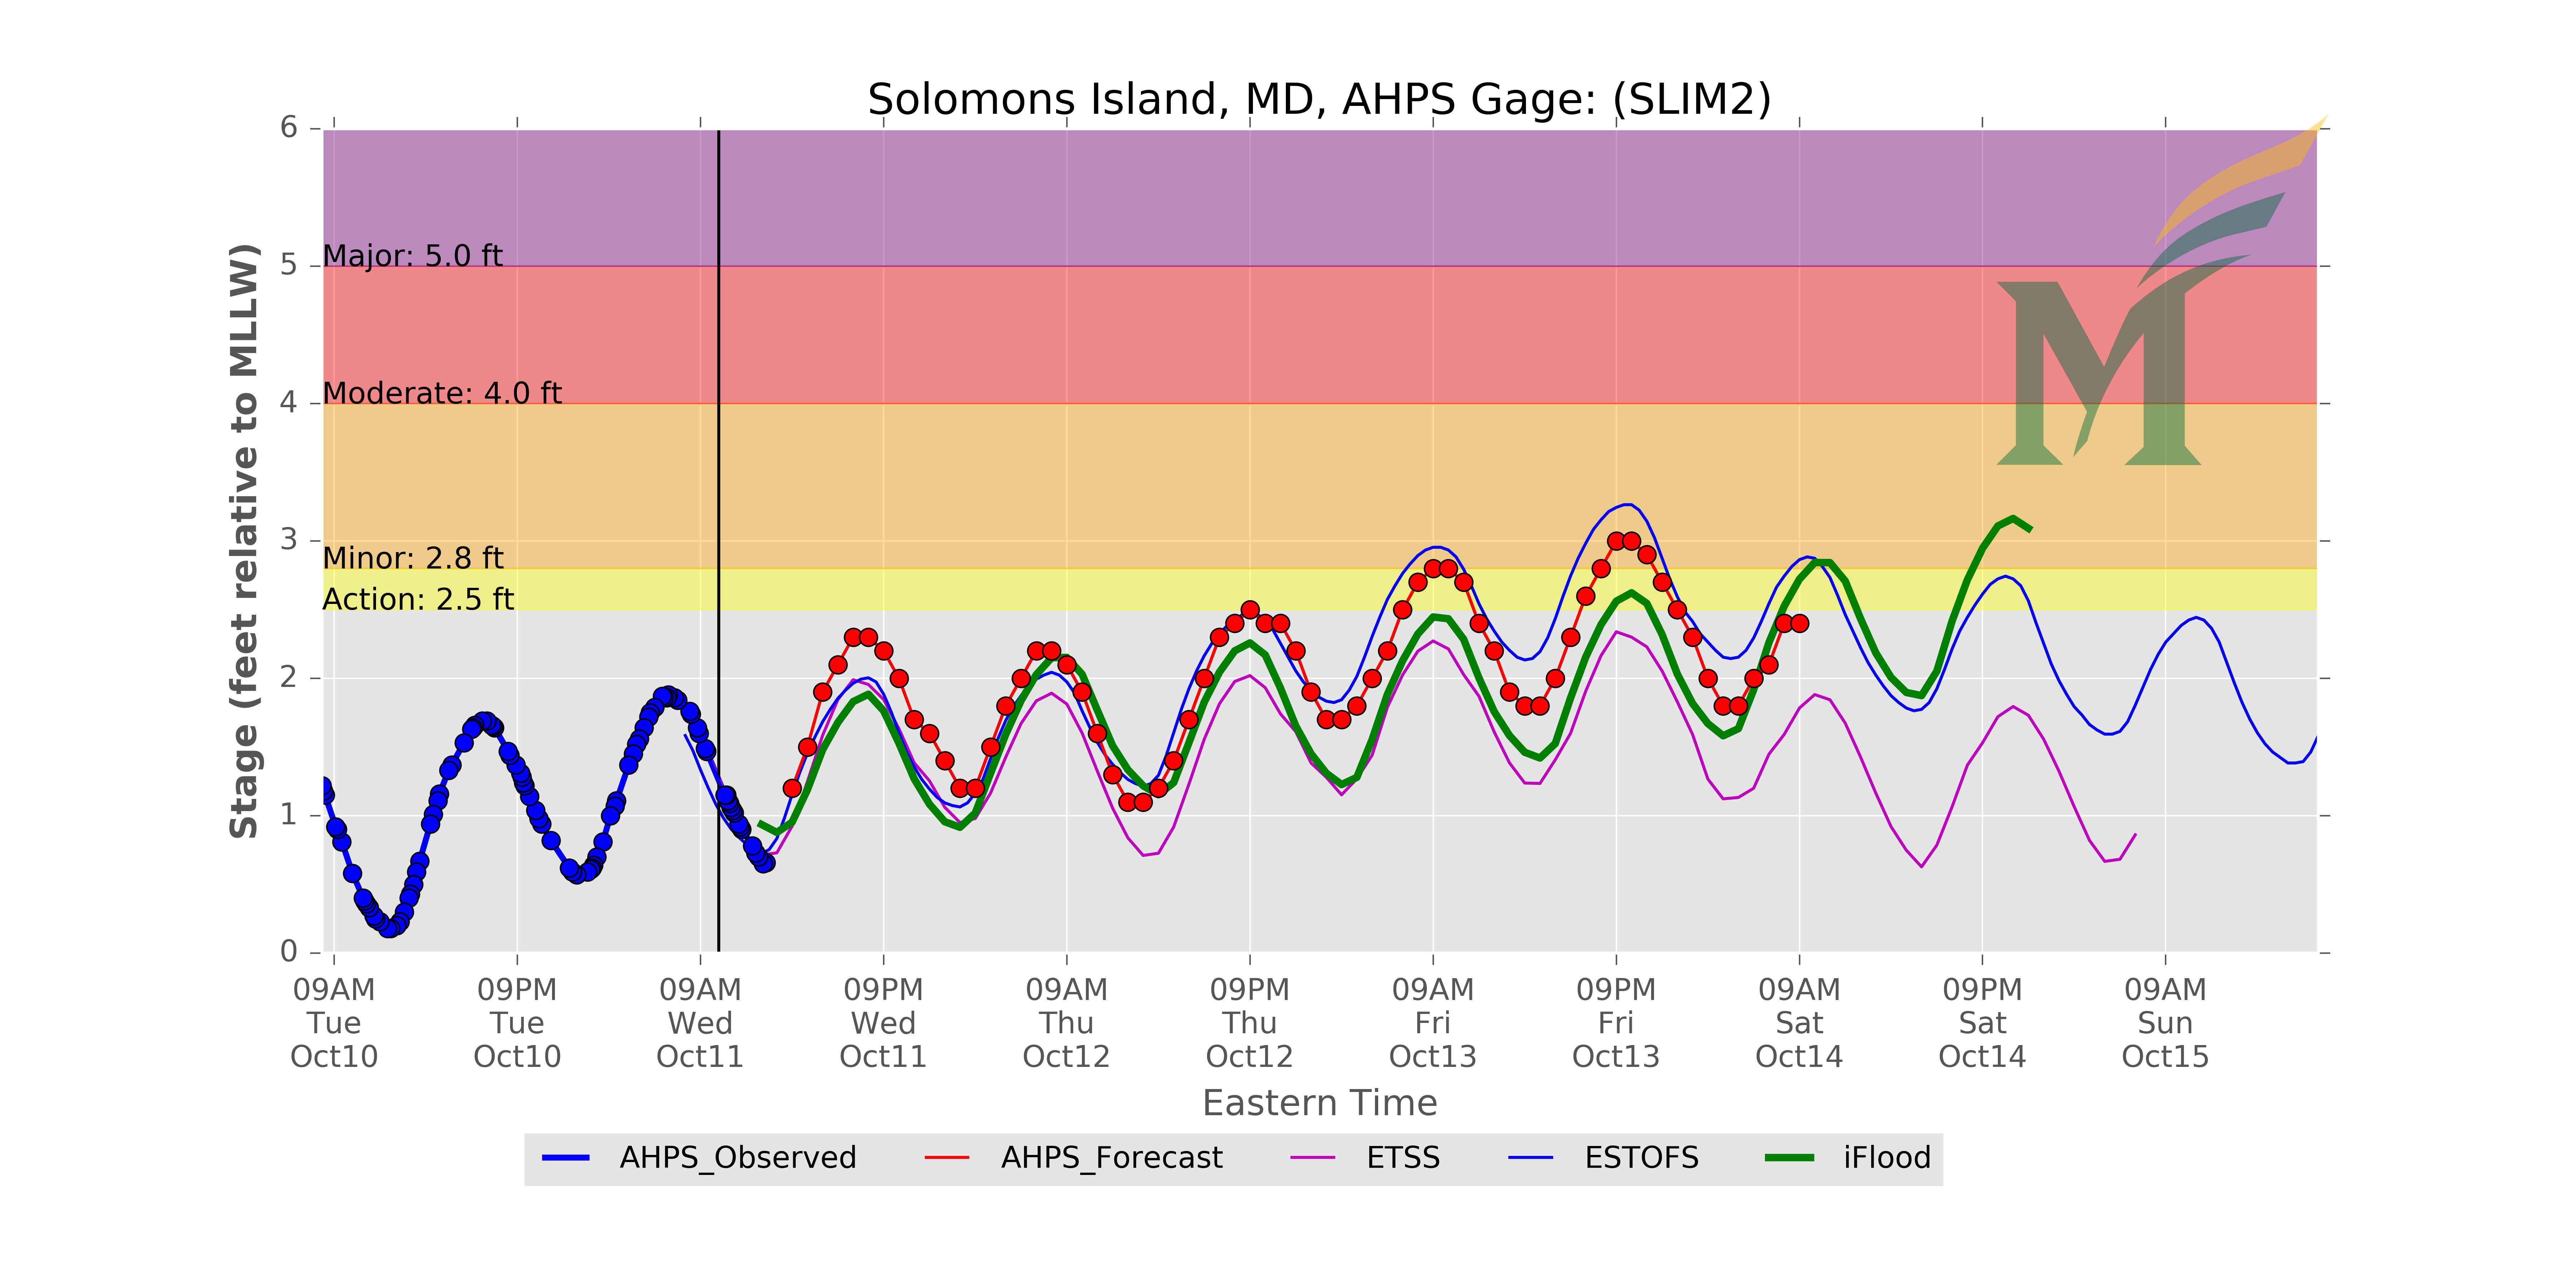 Solomons Island, MD, AHPS Gage: (SLIM2)
6
5
4
3
2
1
0
Stage (feet relative to MLLW)
Major: 5.0 ft
Moderate: 4.0 ft
Minor: 2.8 ft
Action: 2.5 ft
M
09AM 09PM 09AM 09PM 09AM 09PM 09AM 09PM 09AM 09PM 09AM
Tue Tue Wed Wed Thu Thu Fri Fri Sat Sat Sun
Oct10 Oct10 Oct11 Oct11 Oct12 Oct12 Oct13 Oct13 Oct14 Oct14 Oct15
Eastern Time
AHPS_Observed AHPS_Forecast ETSS ESTOFS iFlood